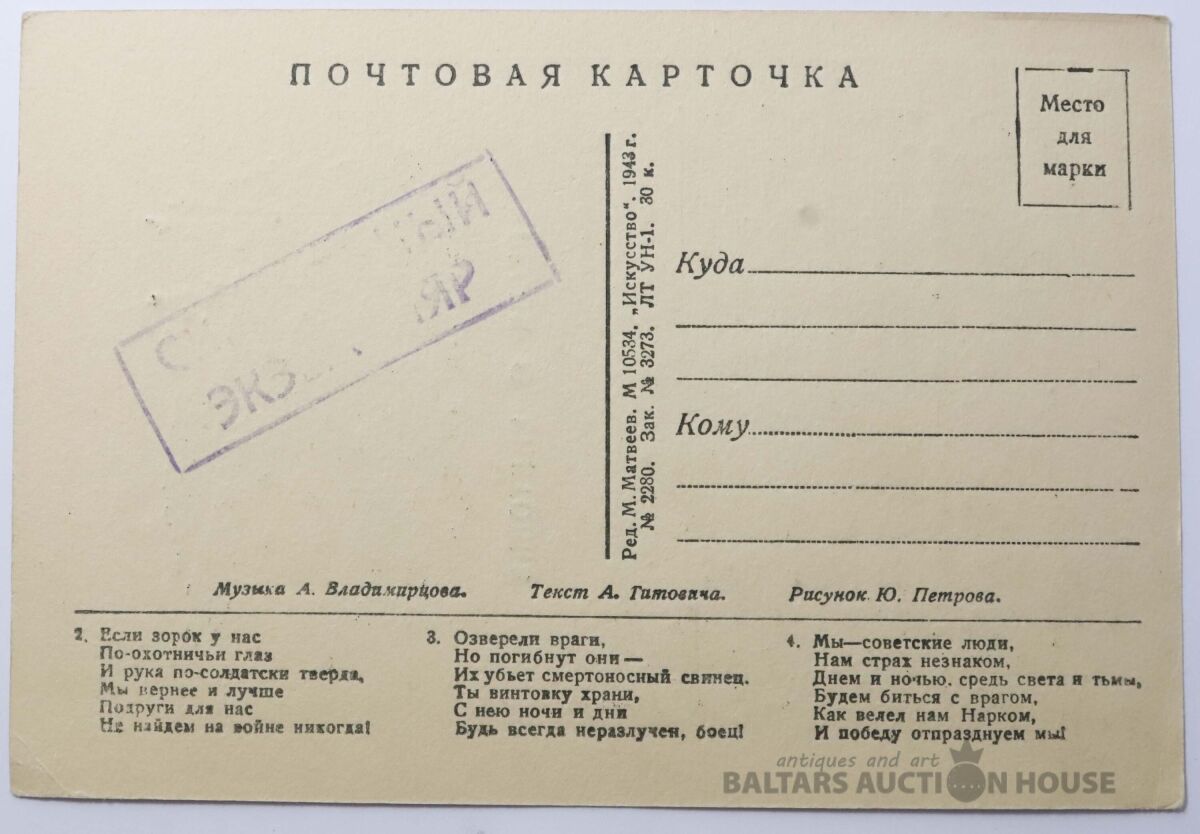 ПОЧТОВАЯ КАРТОЧКА
Место
для
марки
Ред. М. Матвеев. М 10534. „Искусство“. 1943 г.
№ 2280. Зак. № 3273. ЛТ УН-1. 30 к.
Куда
Кому
Музыка А. Владимирцова. Текст А. Гитовича. Рисунок Ю. Петрова.
2. Если зорок у нас
По-охотничьи глаз
И рука по-солдатски тверда,
Мы вернее и лучше
Подруги для нас
Не найдем на войне никогда!
3. Озверели враги,
Но погибнут они —
Их убьет смертоносный свинец.
Ты винтовку храни,
С нею ночи и дни
Будь всегда неразлучен, боец!
4. Мы—советские люди,
Нам страх незнаком,
Днем и ночью, средь света и тьмы,
Будем биться с врагом,
Как велел нам Нарком,
И победу отпразднуем мы!
antiques and art
BALTARS AUCTION HOUSE